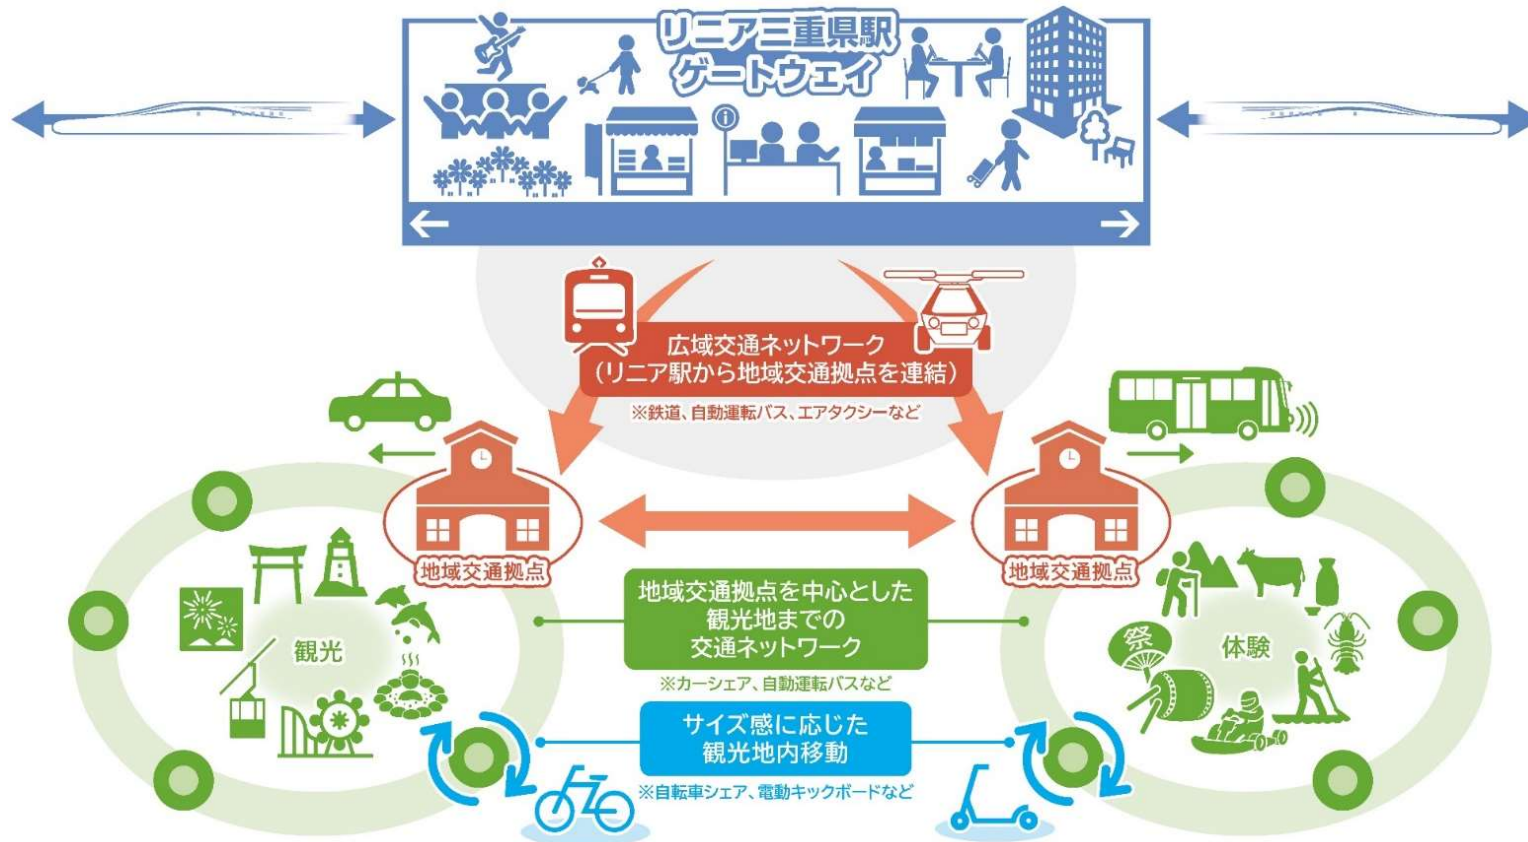 リニア三重県駅
ゲートウェイ
i
広域交通ネットワーク
（リニア駅から地域交通拠点を連結）
※鉄道、自動運転バス、エアタクシーなど
地域交通拠点
地域交通拠点
地域交通拠点を中心とした
観光地までの
交通ネットワーク
※カーシェア、自動運転バスなど
観光
祭
体験
サイズ感に応じた
観光地内移動
※自転車シェア、電動キックボードなど